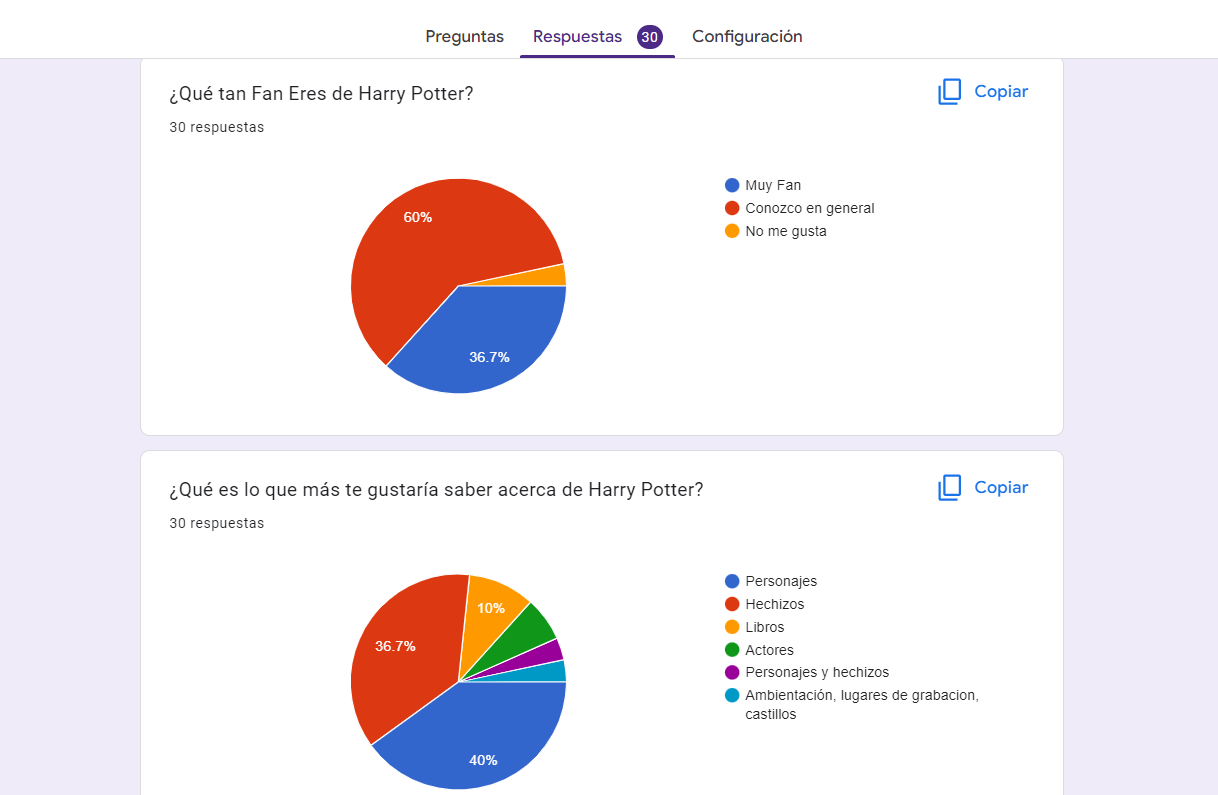 Preguntas Respuestas 30 Configuración
¿Qué tan Fan Eres de Harry Potter?
Copiar
30 respuestas
Muy Fan
Conozco en general
No me gusta
60%
36.7%
¿Qué es lo que más te gustaría saber acerca de Harry Potter?
Copiar
30 respuestas
Personajes
Hechizos
Libros
Actores
Personajes y hechizos
Ambientación, lugares de grabacion,
castillos
10%
36.7%
40%